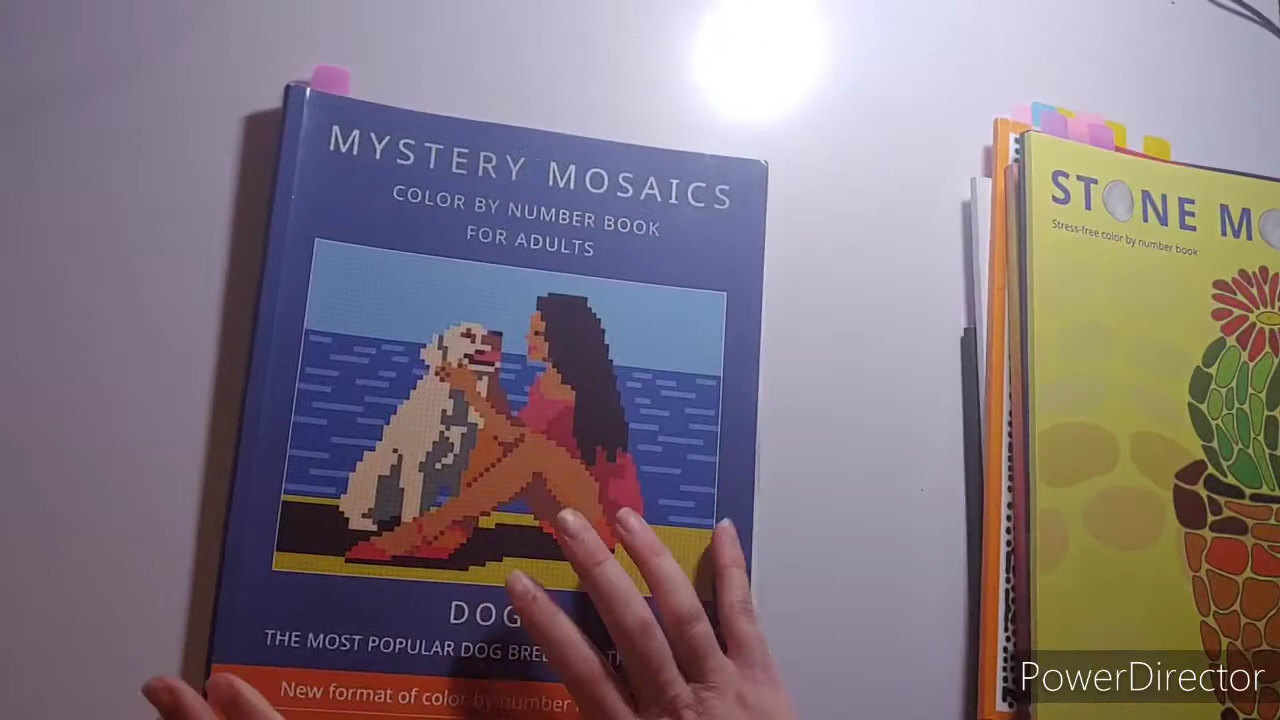 MYSTERY MOSAICS
COLOR BY NUMBER BOOK
FOR ADULTS
DOG
THE MOST POPULAR DOG
New format of color by number
STONE
Stress-free color by number book
PowerDirector